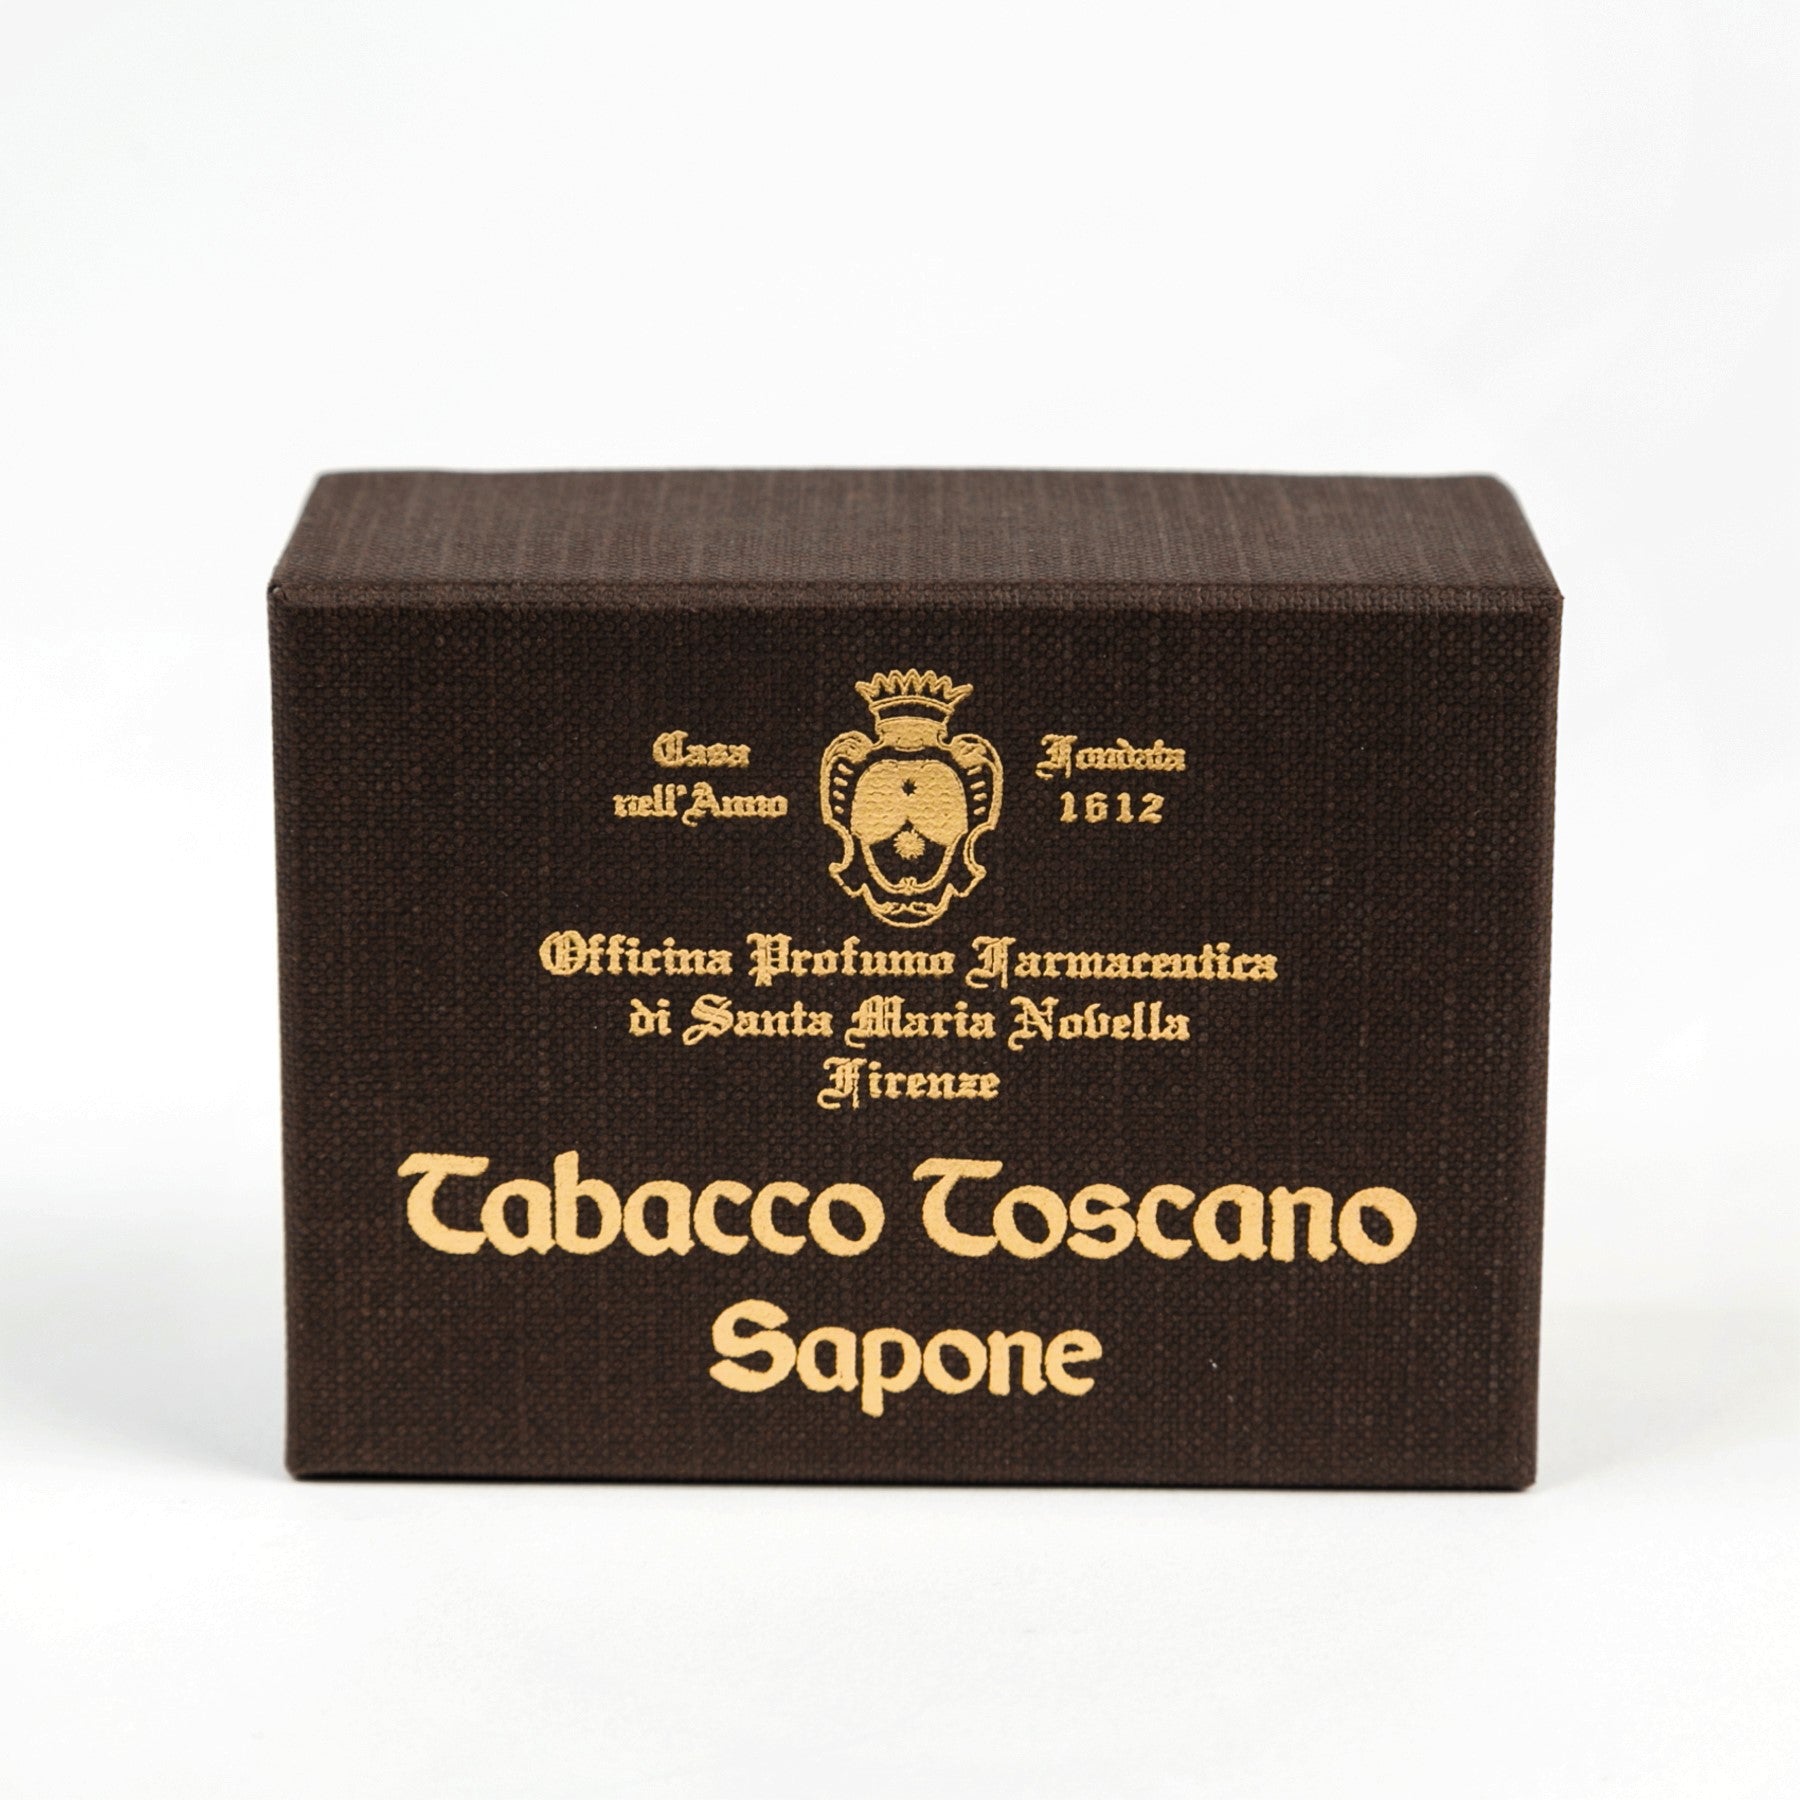 Casa Fondata
nell'Anno 1612
Officina Profumo Farmaceutica
di Santa Maria Novella
Firenze
Tabacco Toscano
Sapone